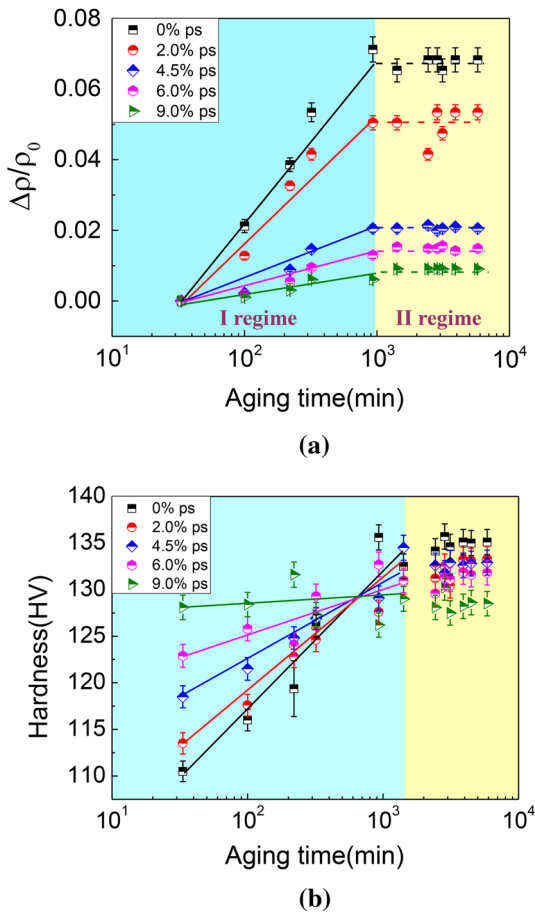 0.08
0.06
0.04
0.02
0.00
Δρ/ρ0
0% ps
2.0% ps
4.5% ps
6.0% ps
9.0% ps
I regime
II regime
10^1
10^2
10^3
10^4
Aging time(min)
(a)
140
135
130
125
120
115
110
Hardness(HV)
0% ps
2.0% ps
4.5% ps
6.0% ps
9.0% ps
10^1
10^2
10^3
10^4
Aging time(min)
(b)